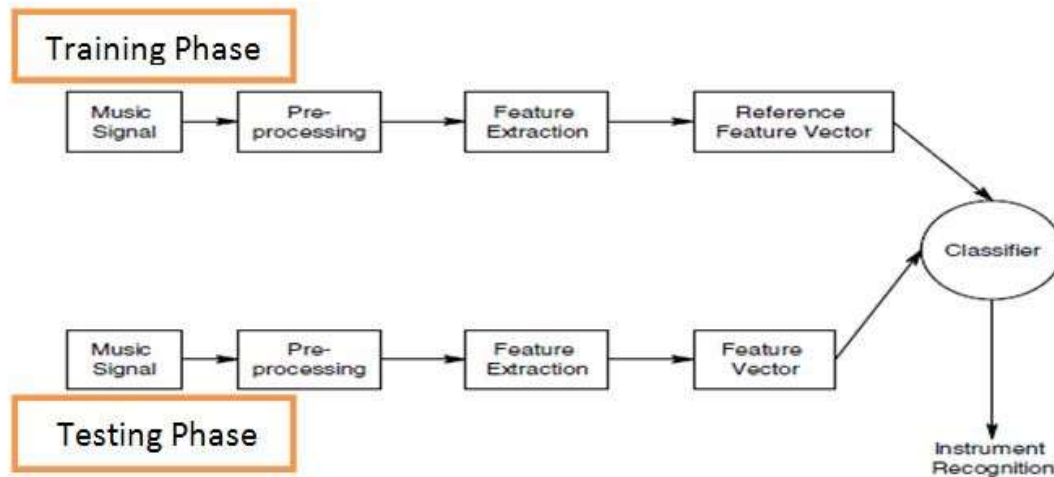 Training Phase
Music
Signal
Pre-
processing
Feature
Extraction
Reference
Feature Vector
Classifier
Music
Signal
Pre-
processing
Feature
Extraction
Feature
Vector
Testing Phase
Instrument
Recognition